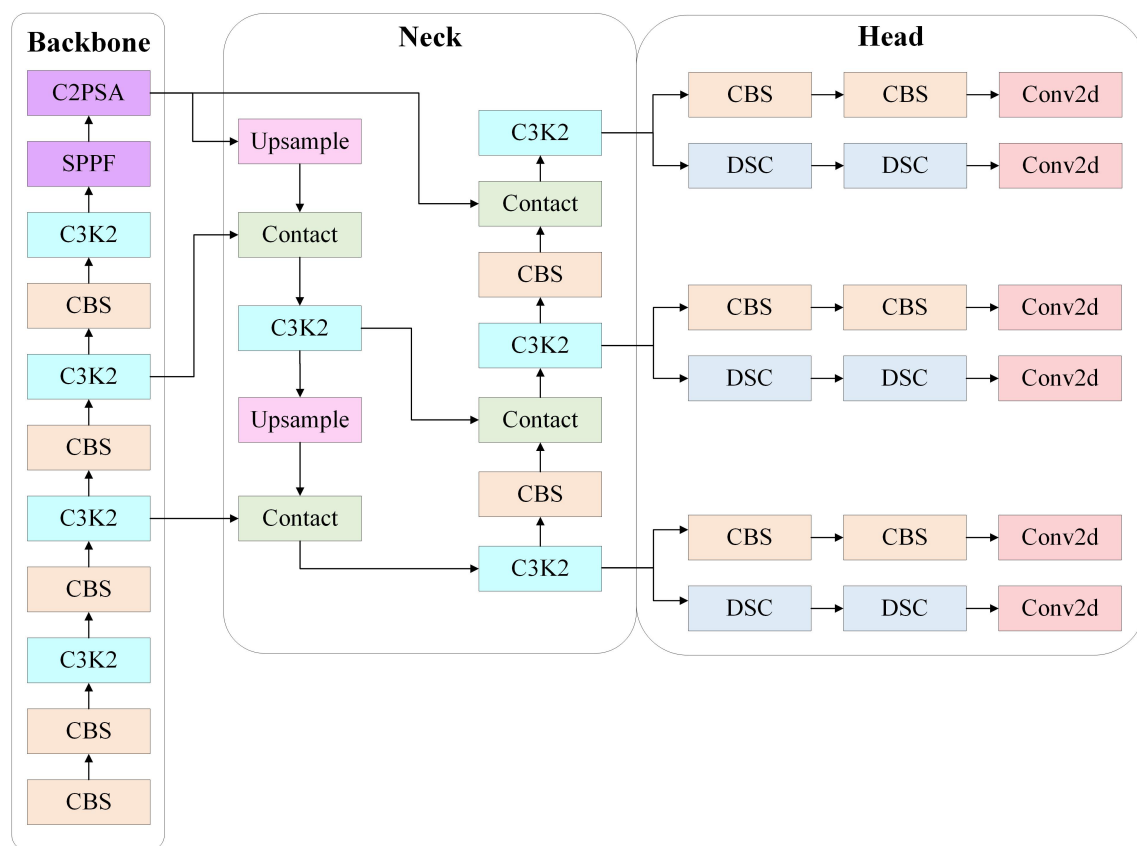 Backbone
C2PSA
SPPF
C3K2
CBS
C3K2
CBS
C3K2
CBS
C3K2
CBS
CBS
Neck
Upsample
Contact
C3K2
Upsample
Contact
C3K2
Contact
CBS
C3K2
Contact
CBS
C3K2
Head
CBS CBS Conv2d
DSC DSC Conv2d
CBS CBS Conv2d
DSC DSC Conv2d
CBS CBS Conv2d
DSC DSC Conv2d